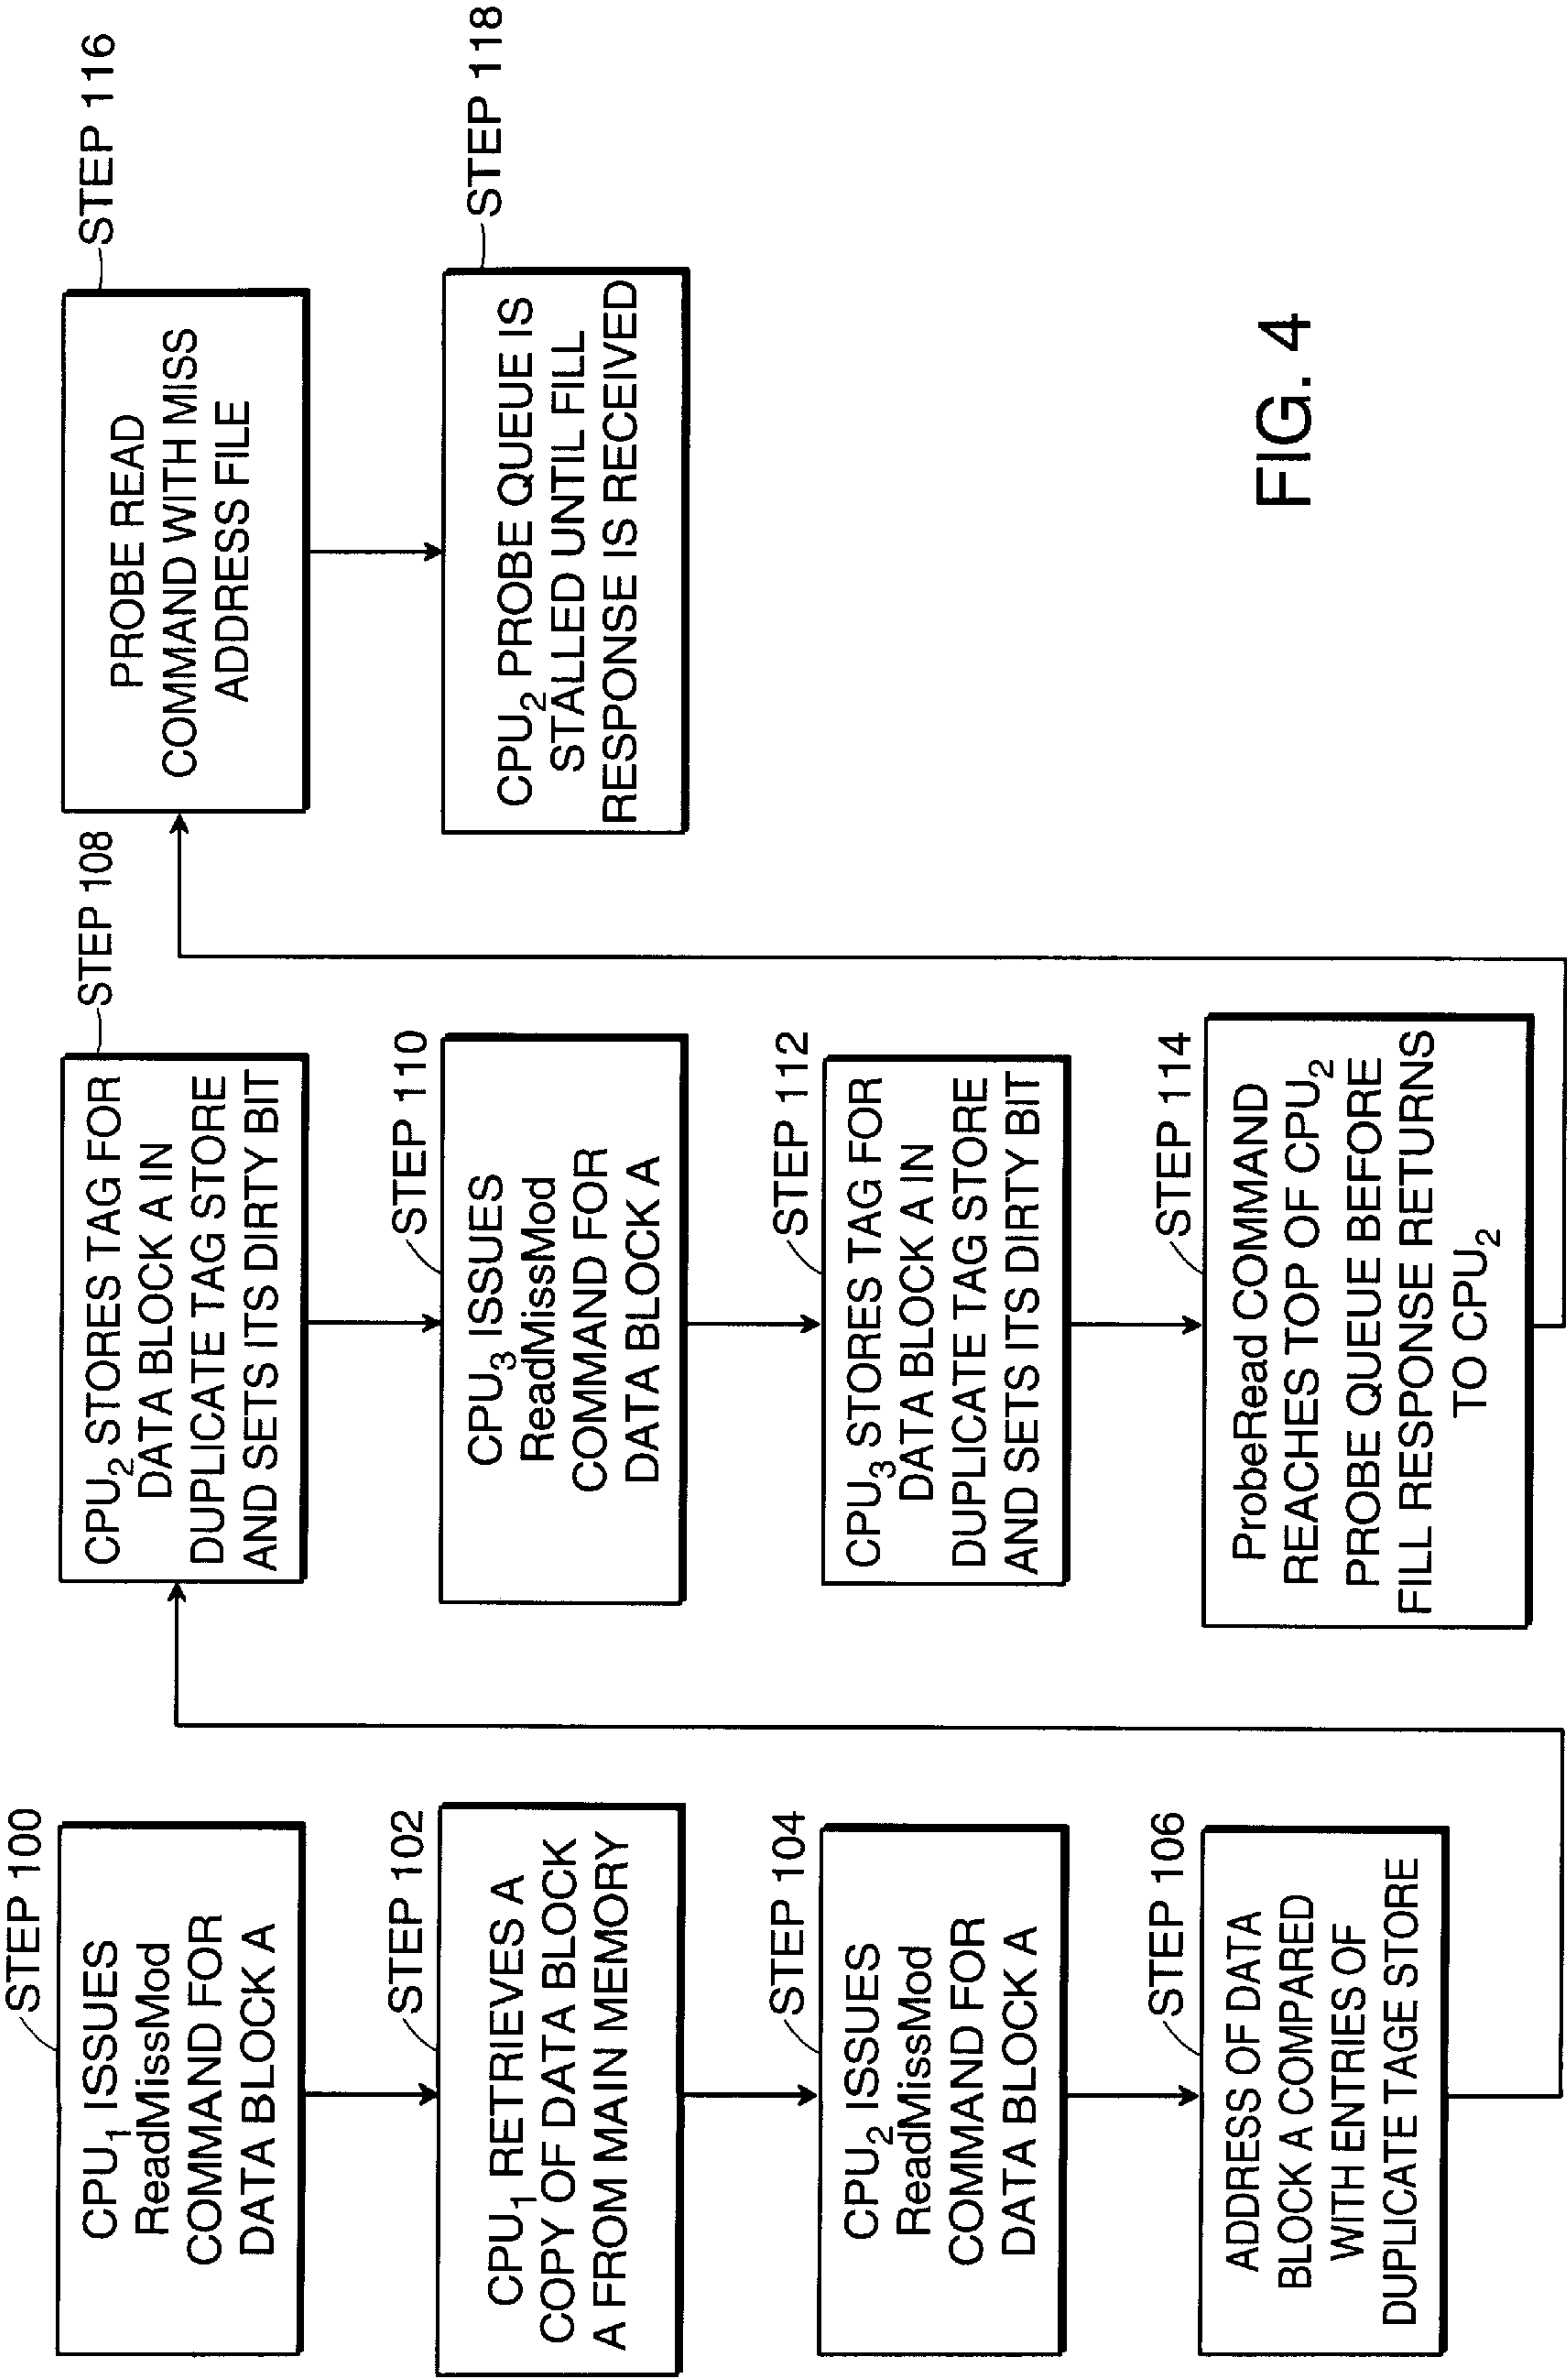 STEP 100
CPU₁ ISSUES
ReadMissMod
COMMAND FOR
DATA BLOCK A
STEP 102
CPU₁ RETRIEVES A
COPY OF DATA BLOCK
A FROM MAIN MEMORY
STEP 104
CPU₂ ISSUES
ReadMissMod
COMMAND FOR
DATA BLOCK A
STEP 106
ADDRESS OF DATA
BLOCK A COMPARED
WITH ENTRIES OF
DUPLICATE TAGE STORE
STEP 108
CPU₂ STORES TAG FOR
DATA BLOCK A IN
DUPLICATE TAG STORE
AND SETS ITS DIRTY BIT
STEP 110
CPU₃ ISSUES
ReadMissMod
COMMAND FOR
DATA BLOCK A
STEP 112
CPU₃ STORES TAG FOR
DATA BLOCK A IN
DUPLICATE TAG STORE
AND SETS ITS DIRTY BIT
STEP 114
ProbeRead COMMAND
REACHES TOP OF CPU₂
PROBE QUEUE BEFORE
FILL RESPONSE RETURNS
TO CPU₂
STEP 116
PROBE READ
COMMAND WITH MISS
ADDRESS FILE
STEP 118
CPU₂ PROBE QUEUE IS
STALLED UNTIL FILL
RESPONSE IS RECEIVED
FIG. 4